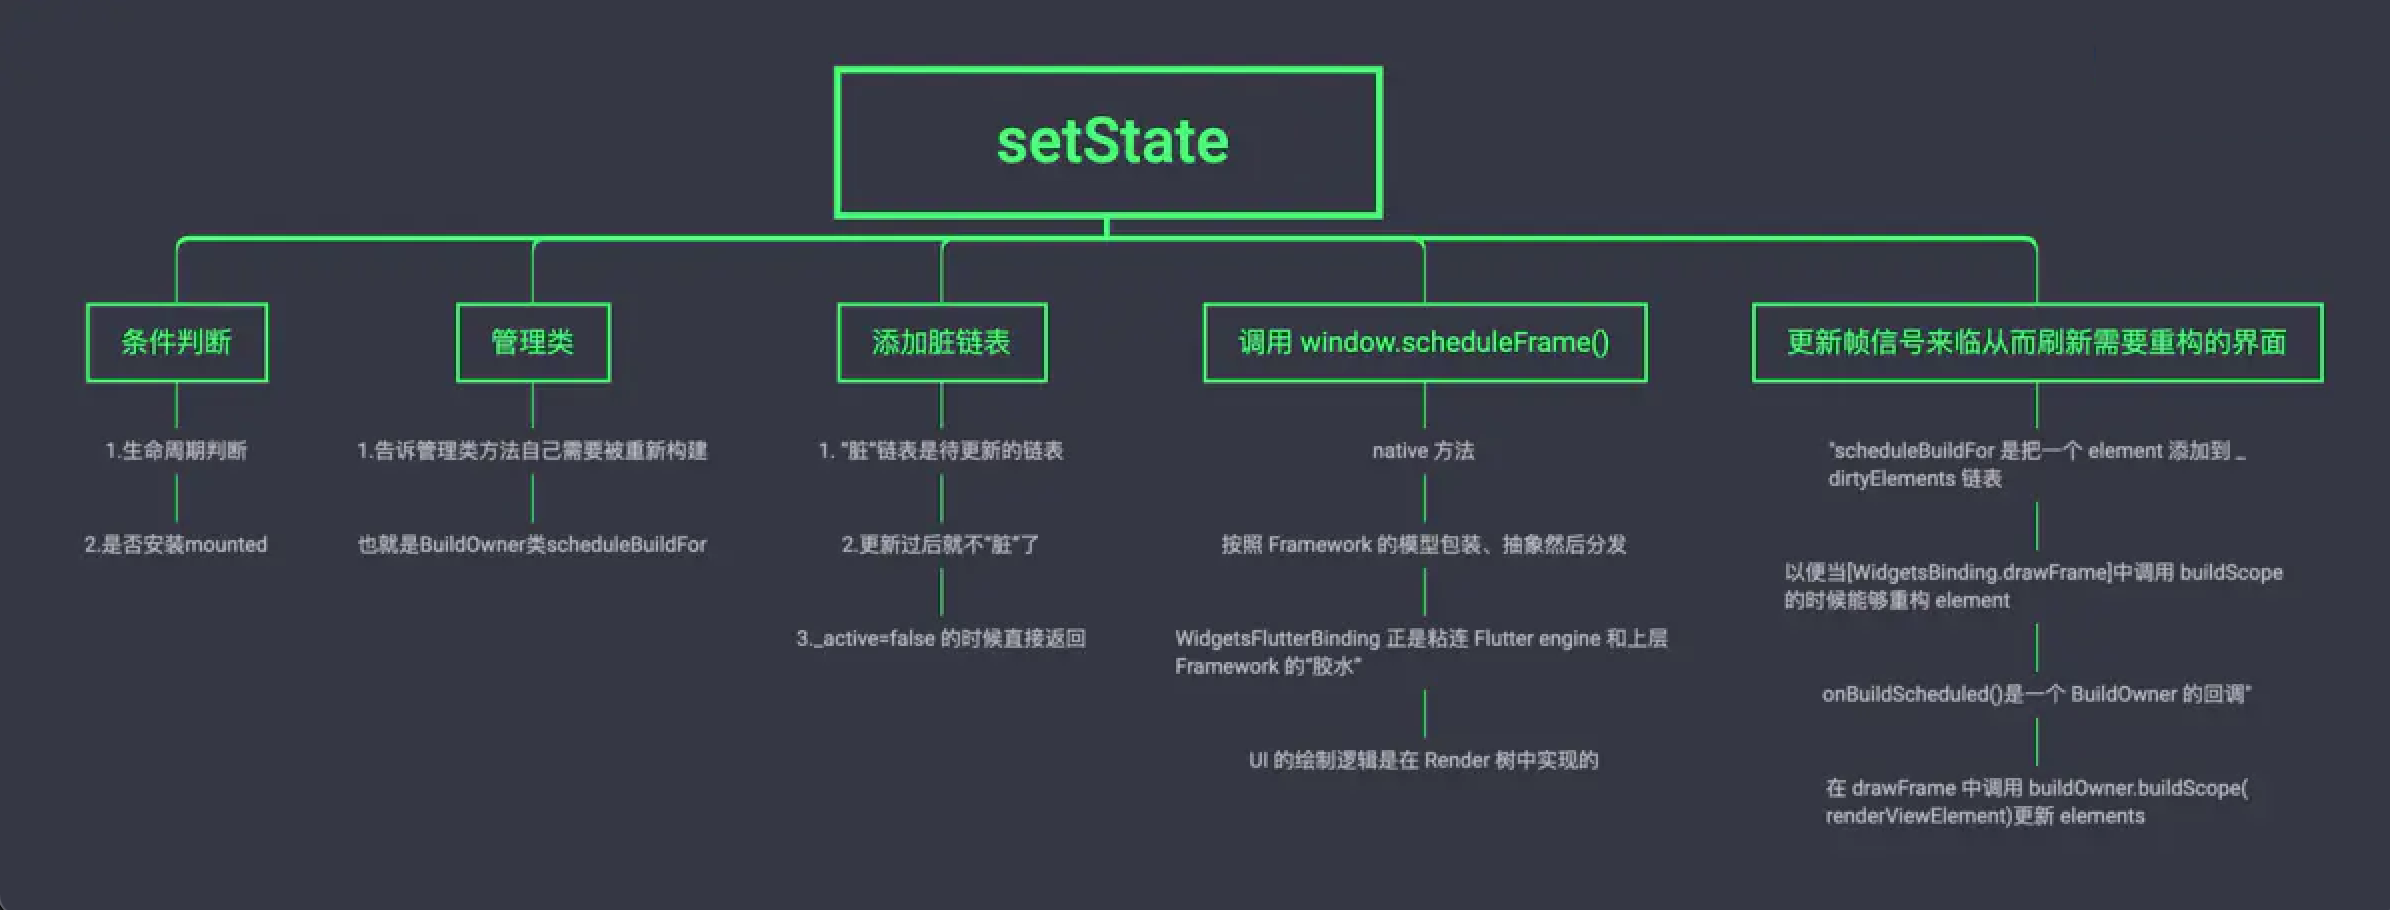 setState
条件判断
1.生命周期判断
2.是否安装mounted
管理类
1.告诉管理类方法自己需要被重新构建
也就是BuildOwner类scheduleBuildFor
添加脏链表
1. "脏"链表是待更新的链表
2.更新过后就不"脏"了
3._active=false 的时候直接返回
调用 window.scheduleFrame()
native 方法
按照 Framework 的模型包装、抽象然后分发
WidgetsFlutterBinding 正是粘连 Flutter engine 和上层
Framework 的"胶水"
UI 的绘制逻辑是在 Render 树中实现的
更新帧信号来临从而刷新需要重构的界面
"scheduleBuildFor 是把一个 element 添加到 _
dirtyElements 链表
以便当[WidgetsBinding.drawFrame]中调用 buildScope
的时候能够重构 element
onBuildScheduled()是一个 BuildOwner 的回调"
在 drawFrame 中调用 buildOwner.buildScope(
renderViewElement)更新 elements